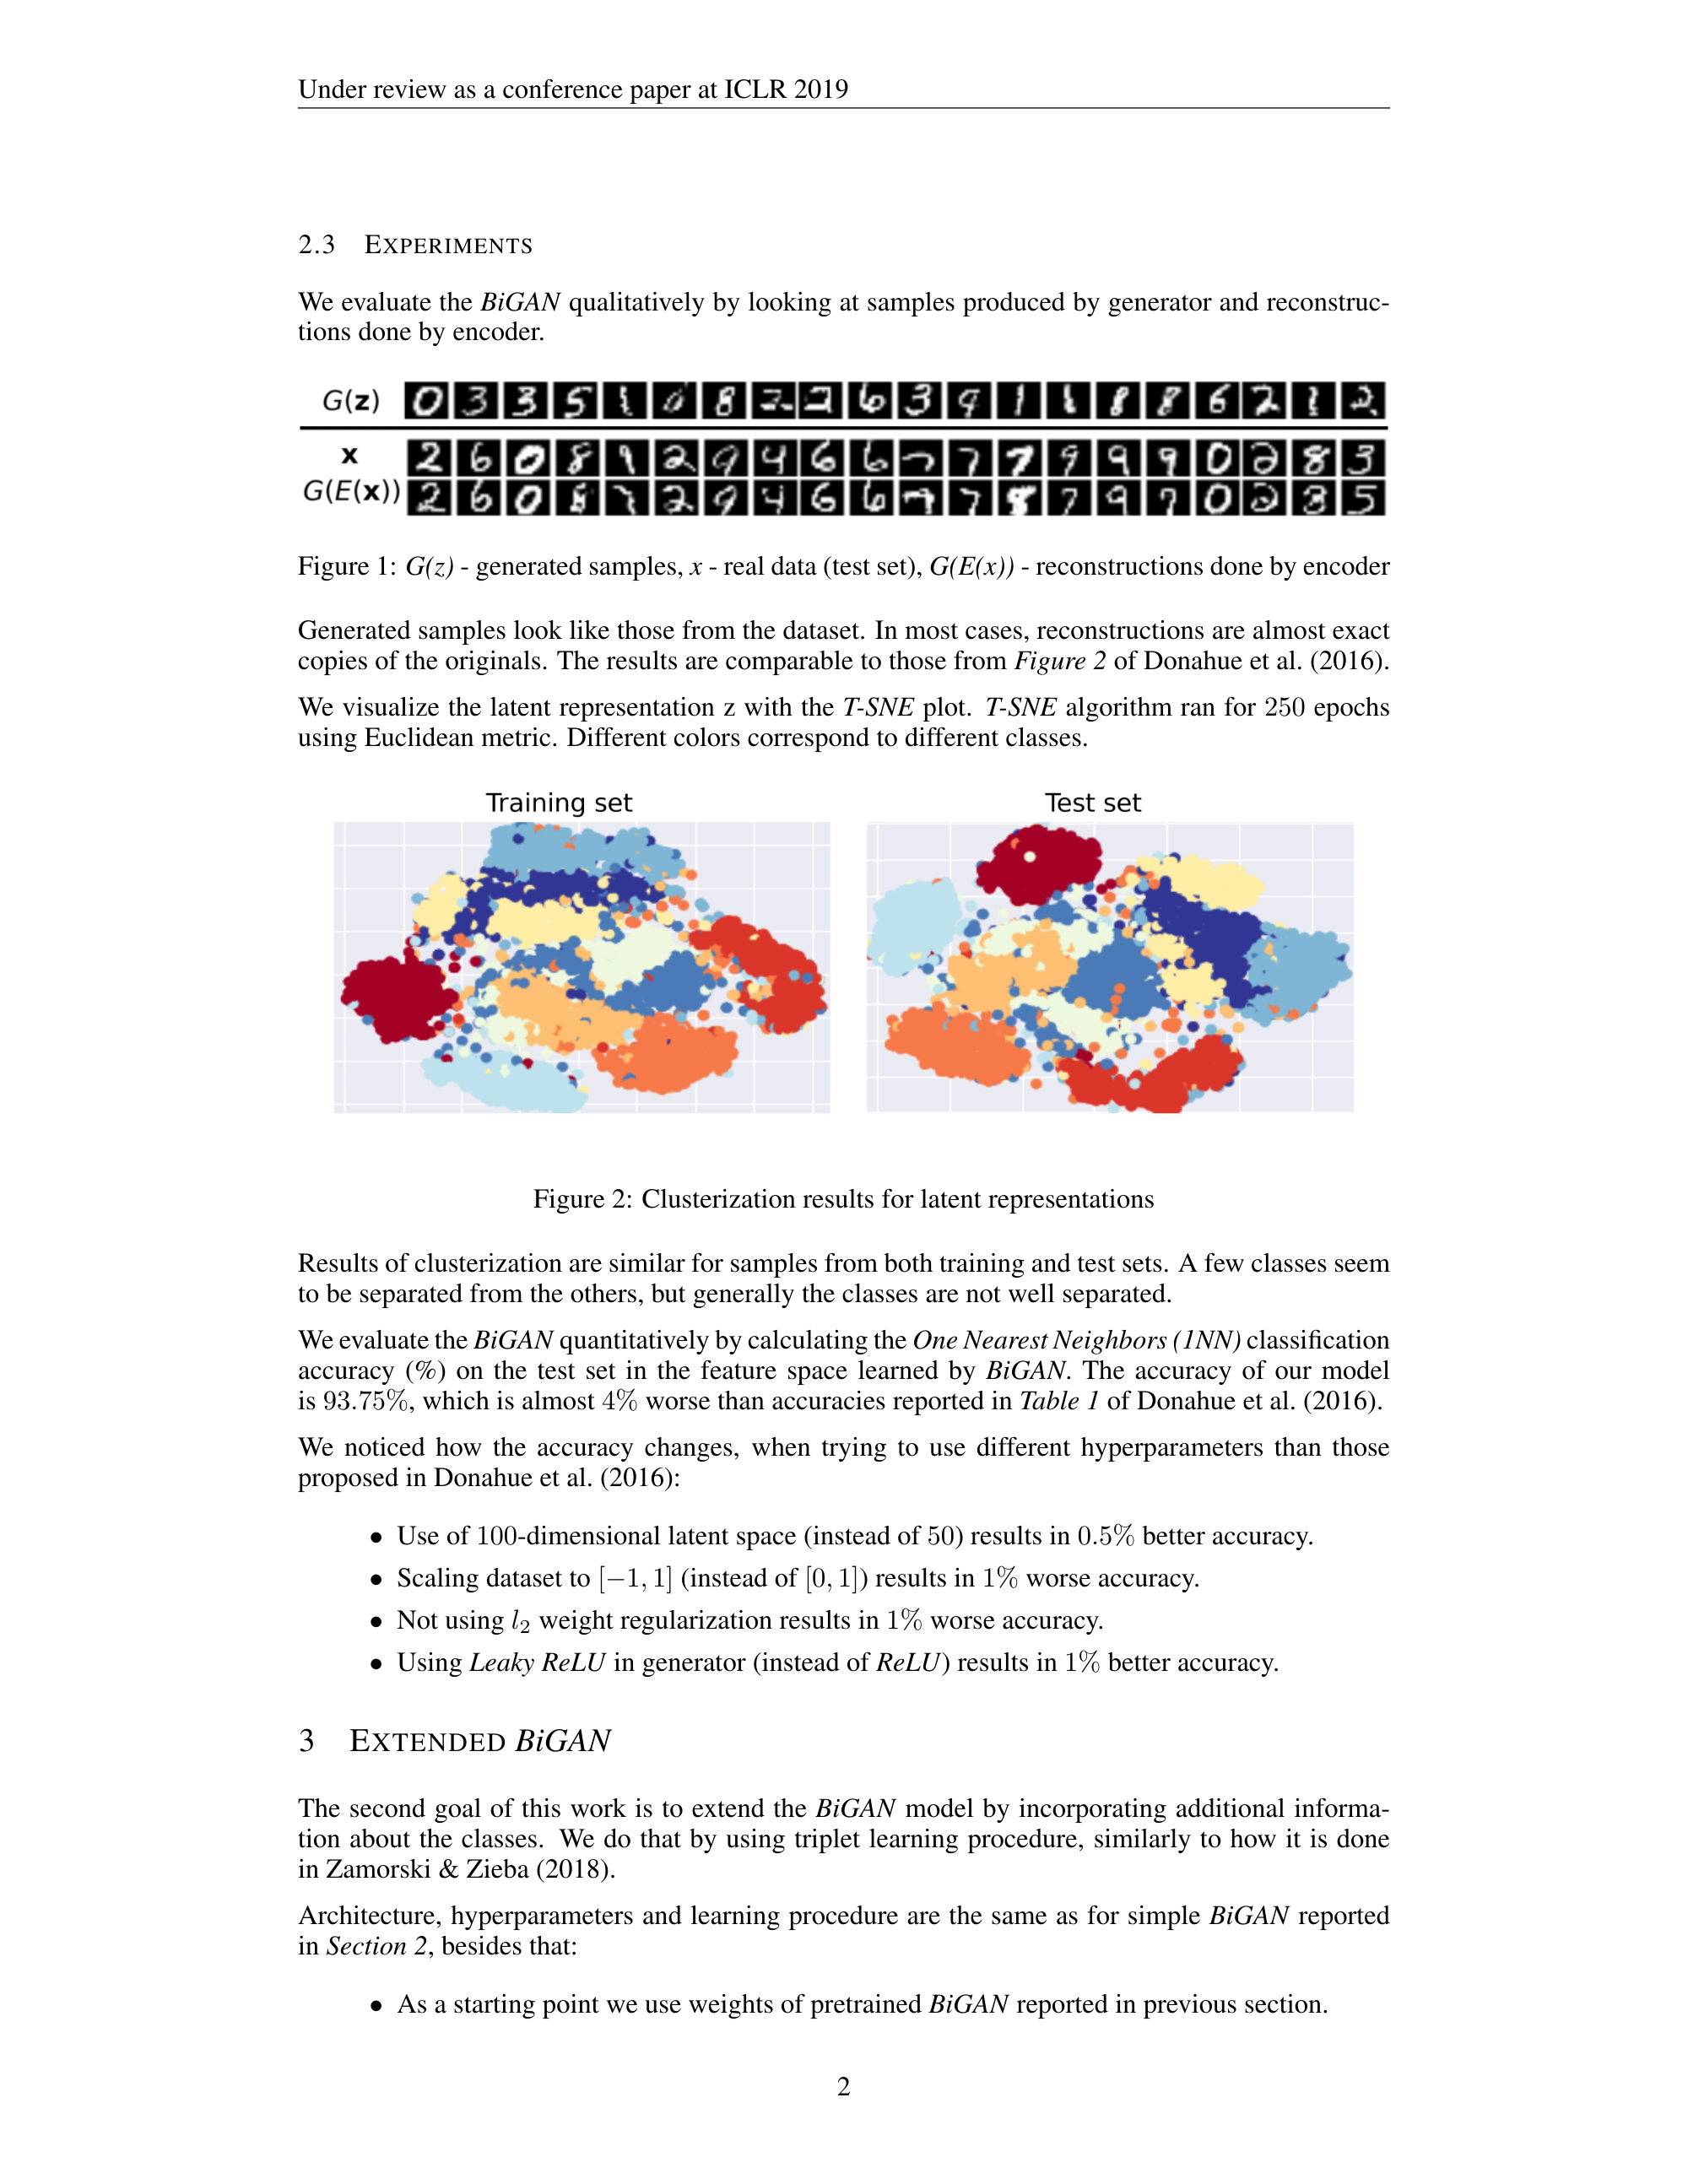 Under review as a conference paper at ICLR 2019
2.3 EXPERIMENTS
We evaluate the BiGAN qualitatively by looking at samples produced by generator and reconstruc-
tions done by encoder.
G(z)
x
G(E(x))
Figure 1: G(z) - generated samples, x - real data (test set), G(E(x)) - reconstructions done by encoder
Generated samples look like those from the dataset. In most cases, reconstructions are almost exact
copies of the originals. The results are comparable to those from Figure 2 of Donahue et al. (2016).
We visualize the latent representation z with the T-SNE plot. T-SNE algorithm ran for 250 epochs
using Euclidean metric. Different colors correspond to different classes.
Training set
Test set
Figure 2: Clusterization results for latent representations
Results of clusterization are similar for samples from both training and test sets. A few classes seem
to be separated from the others, but generally the classes are not well separated.
We evaluate the BiGAN quantitatively by calculating the One Nearest Neighbors (1NN) classification
accuracy (%) on the test set in the feature space learned by BiGAN. The accuracy of our model
is 93.75%, which is almost 4% worse than accuracies reported in Table 1 of Donahue et al. (2016).
We noticed how the accuracy changes, when trying to use different hyperparameters than those
proposed in Donahue et al. (2016):
• Use of 100-dimensional latent space (instead of 50) results in 0.5% better accuracy.
• Scaling dataset to [−1, 1] (instead of [0, 1]) results in 1% worse accuracy.
• Not using l2 weight regularization results in 1% worse accuracy.
• Using Leaky ReLU in generator (instead of ReLU) results in 1% better accuracy.
3 EXTENDED BiGAN
The second goal of this work is to extend the BiGAN model by incorporating additional informa-
tion about the classes. We do that by using triplet learning procedure, similarly to how it is done
in Zamorski & Zieba (2018).
Architecture, hyperparameters and learning procedure are the same as for simple BiGAN reported
in Section 2, besides that:
• As a starting point we use weights of pretrained BiGAN reported in previous section.
2